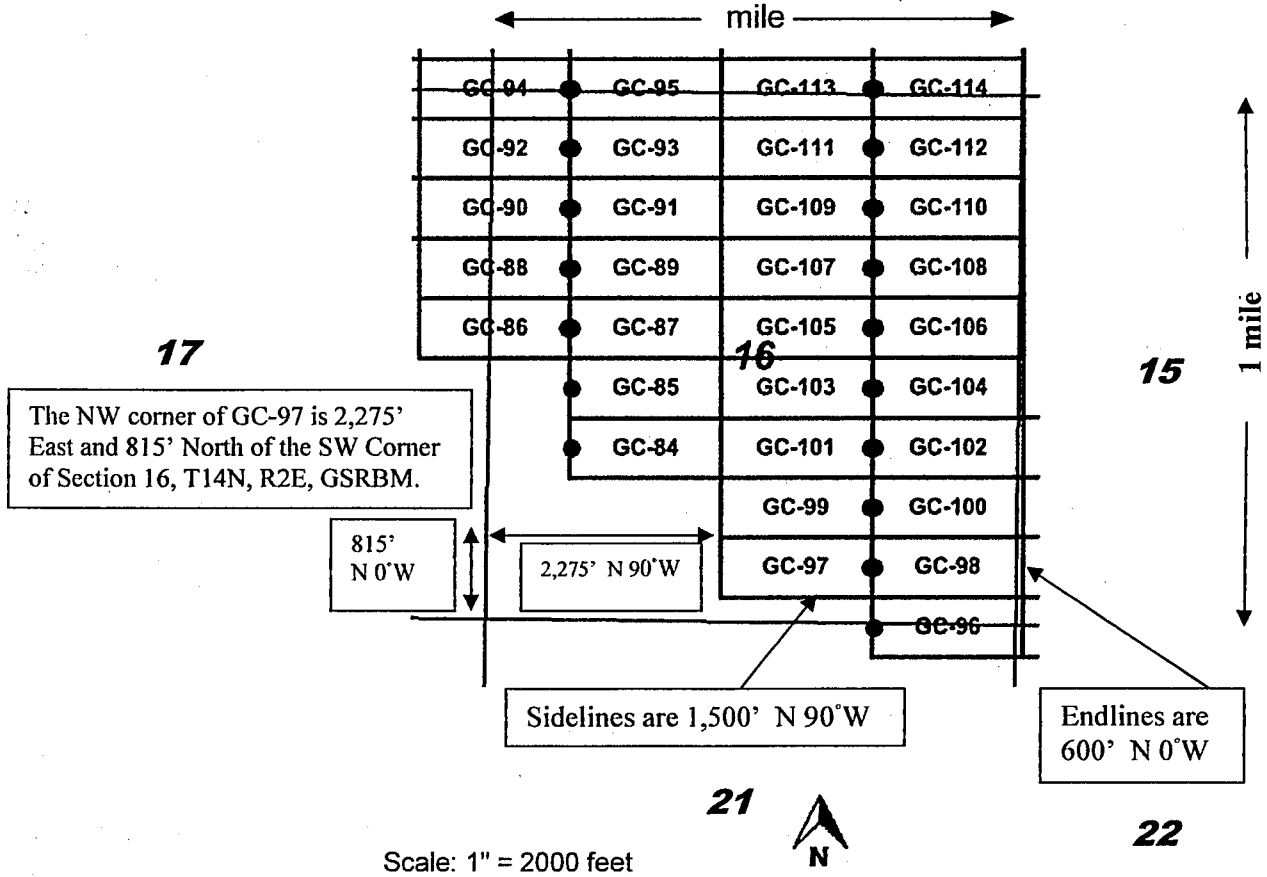 mile
GC-94 GC-95 GC-113 GC-114
GC-92 GC-93 GC-111 GC-112
GC-90 GC-91 GC-109 GC-110
GC-88 GC-89 GC-107 GC-108
GC-86 GC-87 GC-105 GC-106
17
16
15
1 mile
GC-85 GC-103 GC-104
The NW corner of GC-97 is 2,275'
East and 815' North of the SW Corner
of Section 16, T14N, R2E, GSRBM.
GC-84 GC-101 GC-102
GC-99 GC-100
815'
N 0°W
2,275' N 90°W
GC-97 GC-98
GC-96
Sidelines are 1,500' N 90°W
Endlines are
600' N 0°W
21
N
22
Scale: 1" = 2000 feet